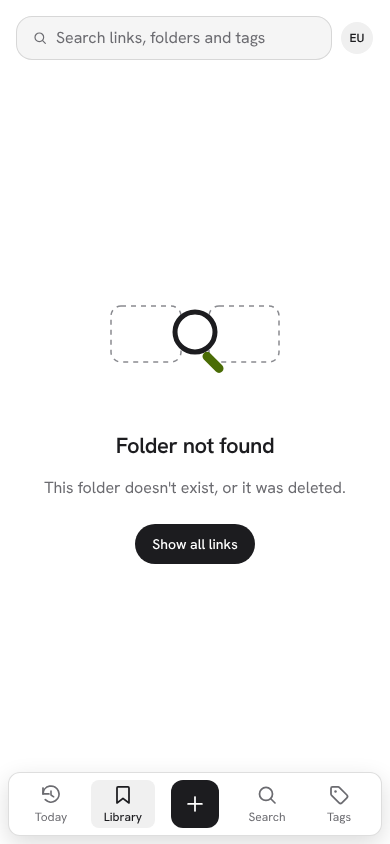 Search links, folders and tags
EU
Folder not found
This folder doesn't exist, or it was deleted.
Show all links
Today
Library
Search
Tags